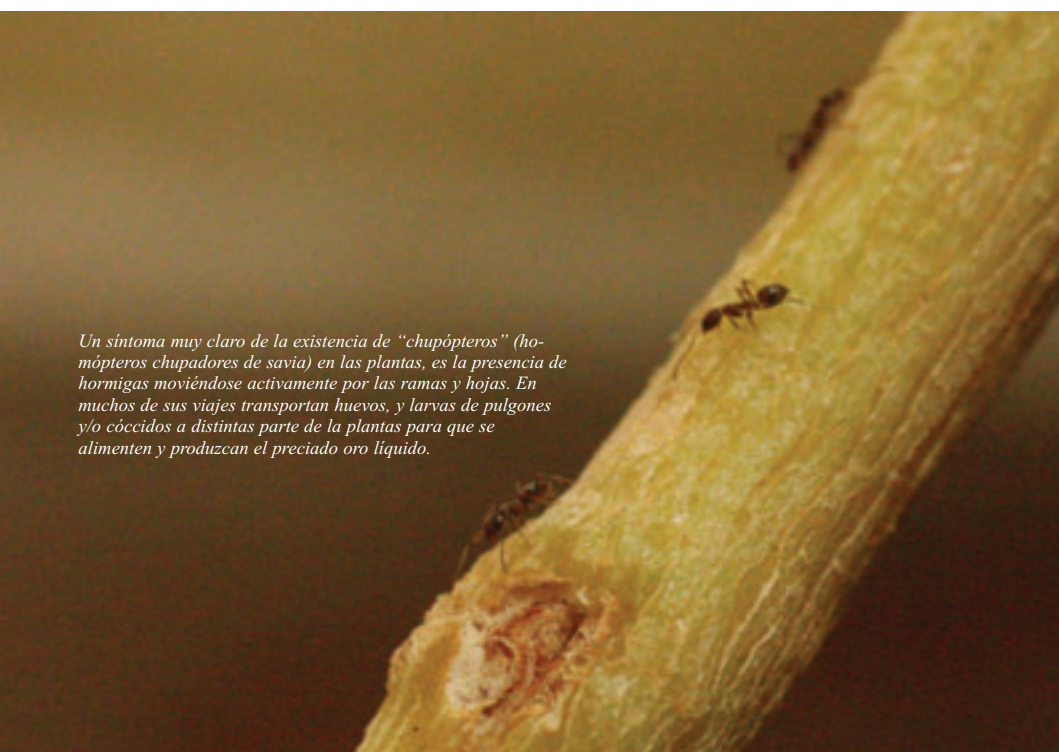 Un síntoma muy claro de la existencia de “chupópteros” (ho-
mópteros chupadores de savia) en las plantas, es la presencia de
hormigas moviéndose activamente por las ramas y hojas. En
muchos de sus viajes transportan huevos, y larvas de pulgones
y/o cóccidos a distintas parte de la plantas para que se
alimenten y produzcan el preciado oro líquido.